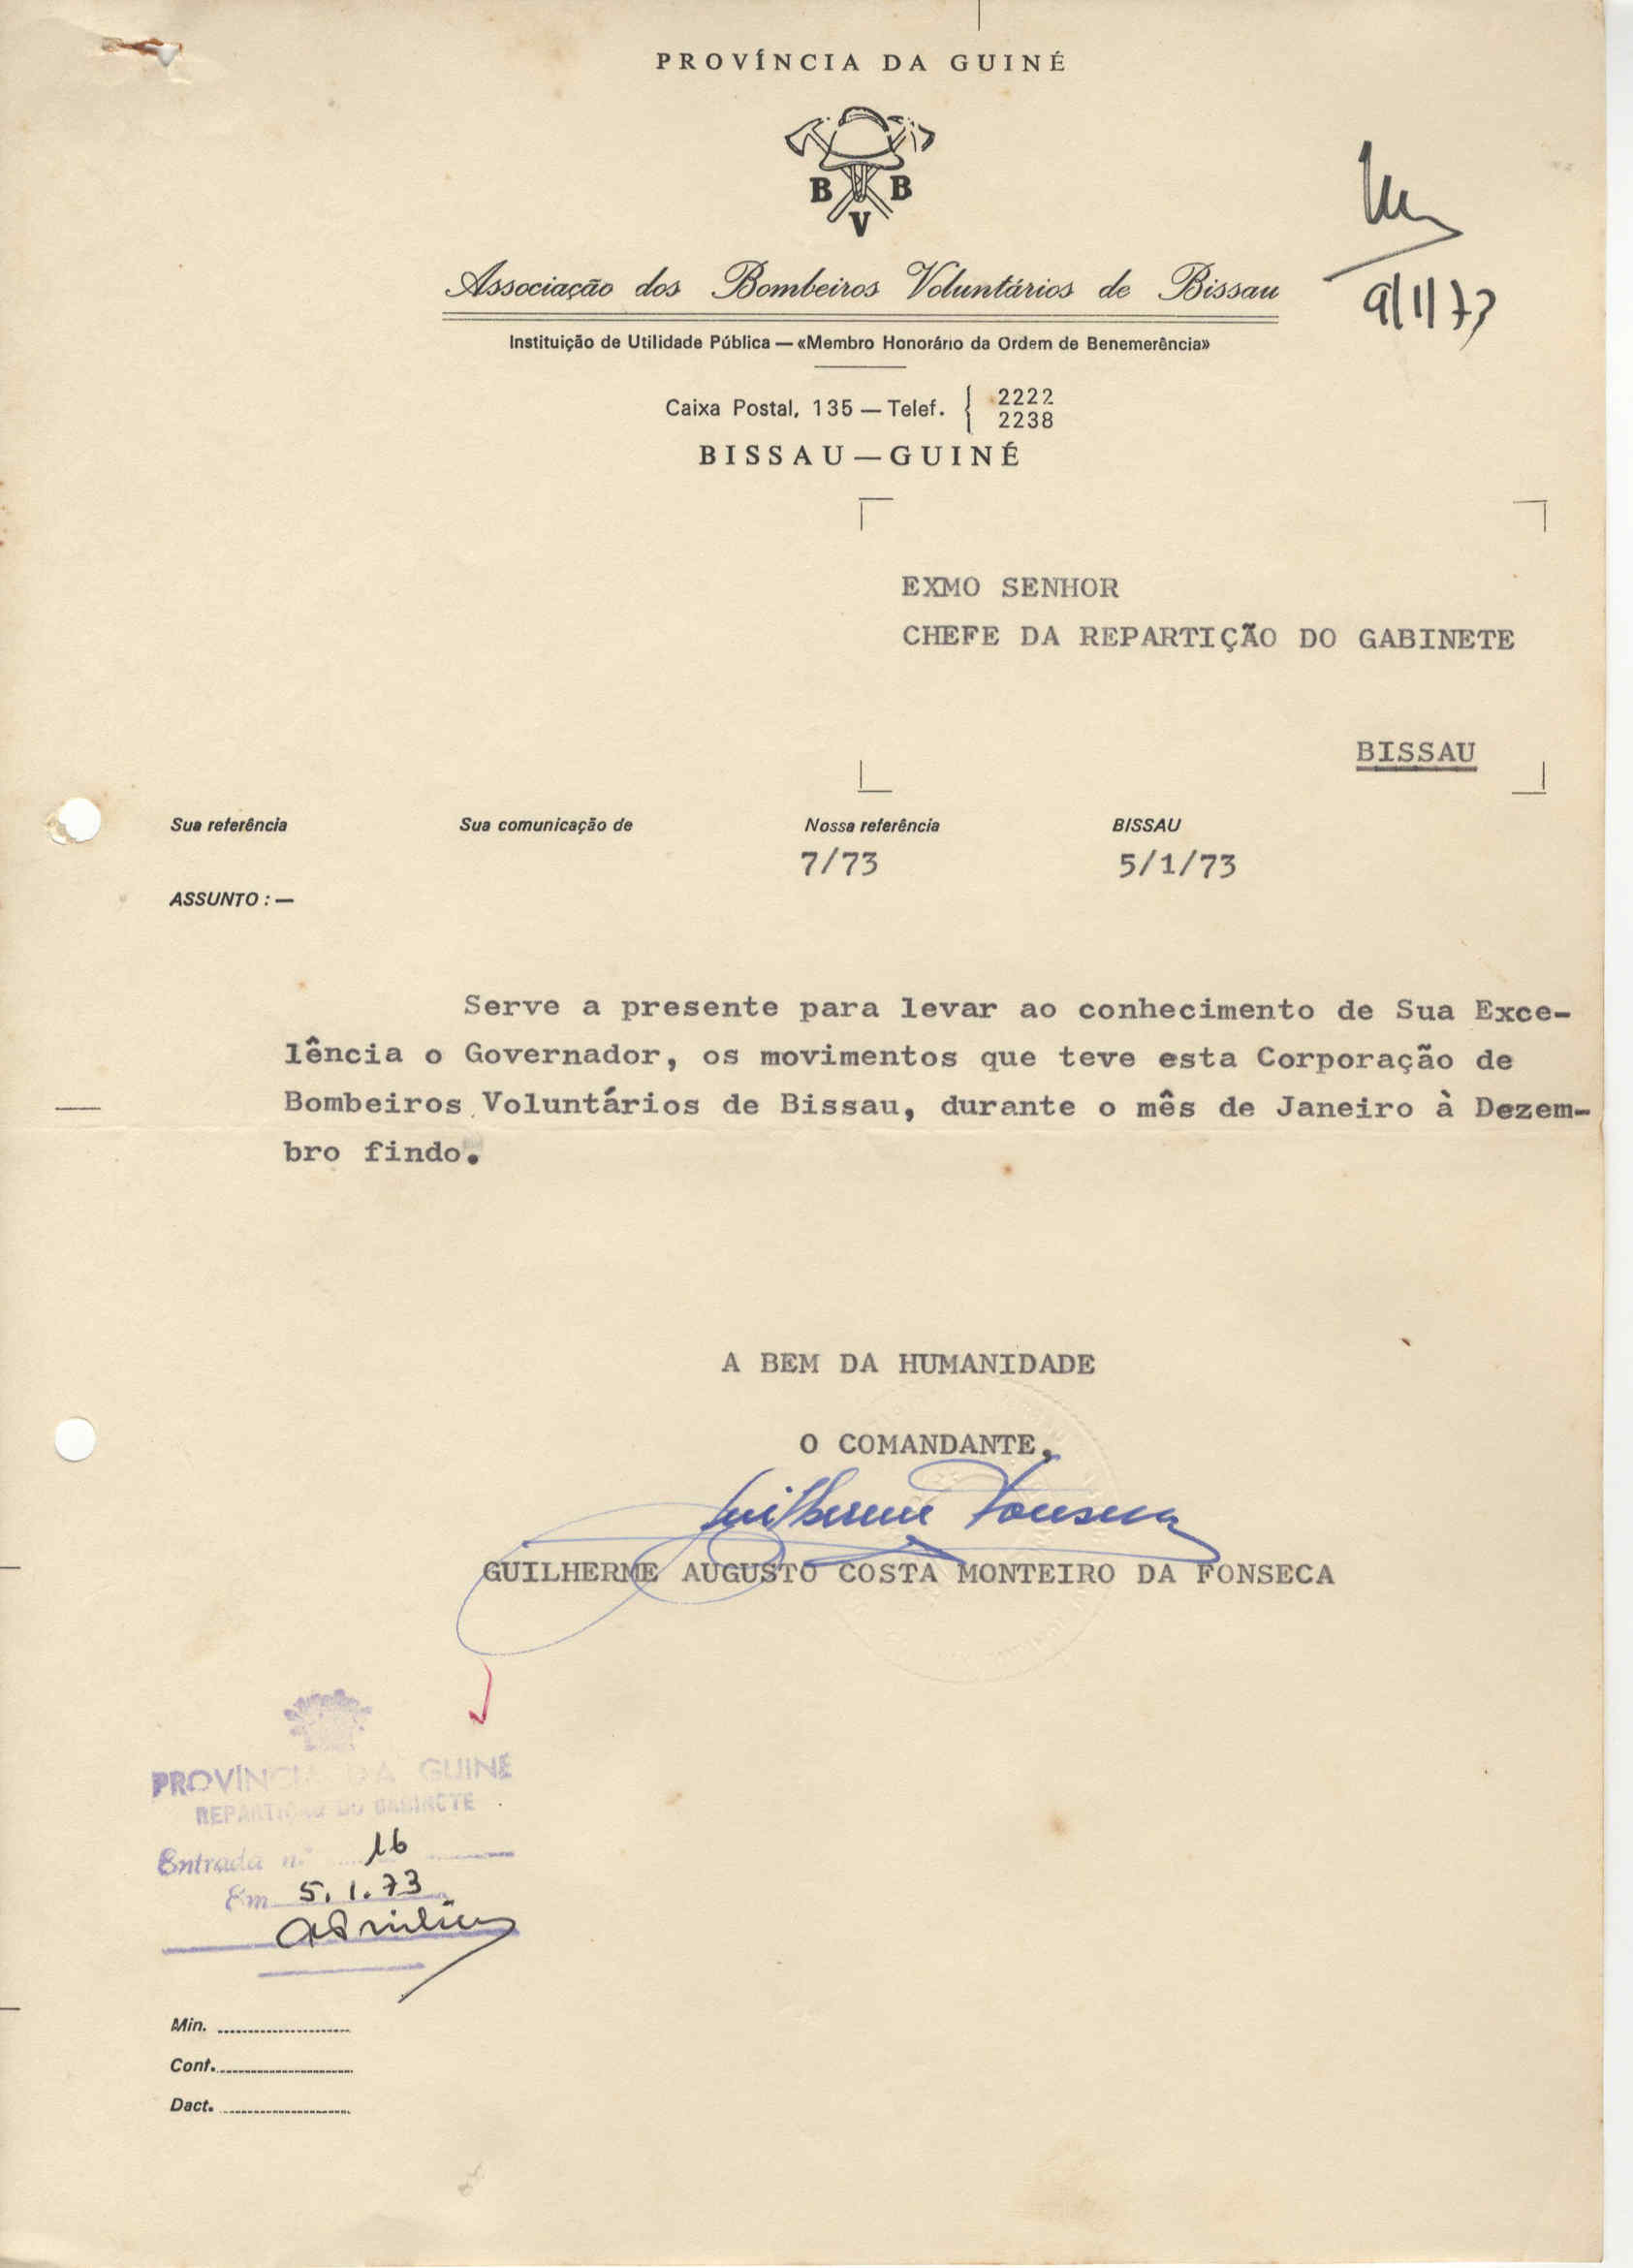 PROVÍNCIA DA GUINÉ
B V B
Associação dos Bombeiros Voluntários de Bissau
Instituição de Utilidade Pública — «Membro Honorário da Ordem de Benemerência»
9/1/73
Caixa Postal, 135 — Telef. { 2222
2238
BISSAU — GUINÉ
EXMO SENHOR
CHEFE DA REPARTIÇÃO DO GABINETE
BISSAU
Sua referência Sua comunicação de Nossa referência BISSAU
7/73 5/1/73
ASSUNTO : —
Serve a presente para levar ao conhecimento de Sua Exce-
lência o Governador, os movimentos que teve esta Corporação de
Bombeiros Voluntários de Bissau, durante o mês de Janeiro à Dezem-
bro findo.
A BEM DA HUMANIDADE
O COMANDANTE,
Guilherme Fonseca
GUILHERME AUGUSTO COSTA MONTEIRO DA FONSECA
PROVÍNCIA DA GUINÉ
REPARTIÇÃO DO GABINETE
Entrada n.º 16
Em 5.1.73
Min.
Conf.
Dact.